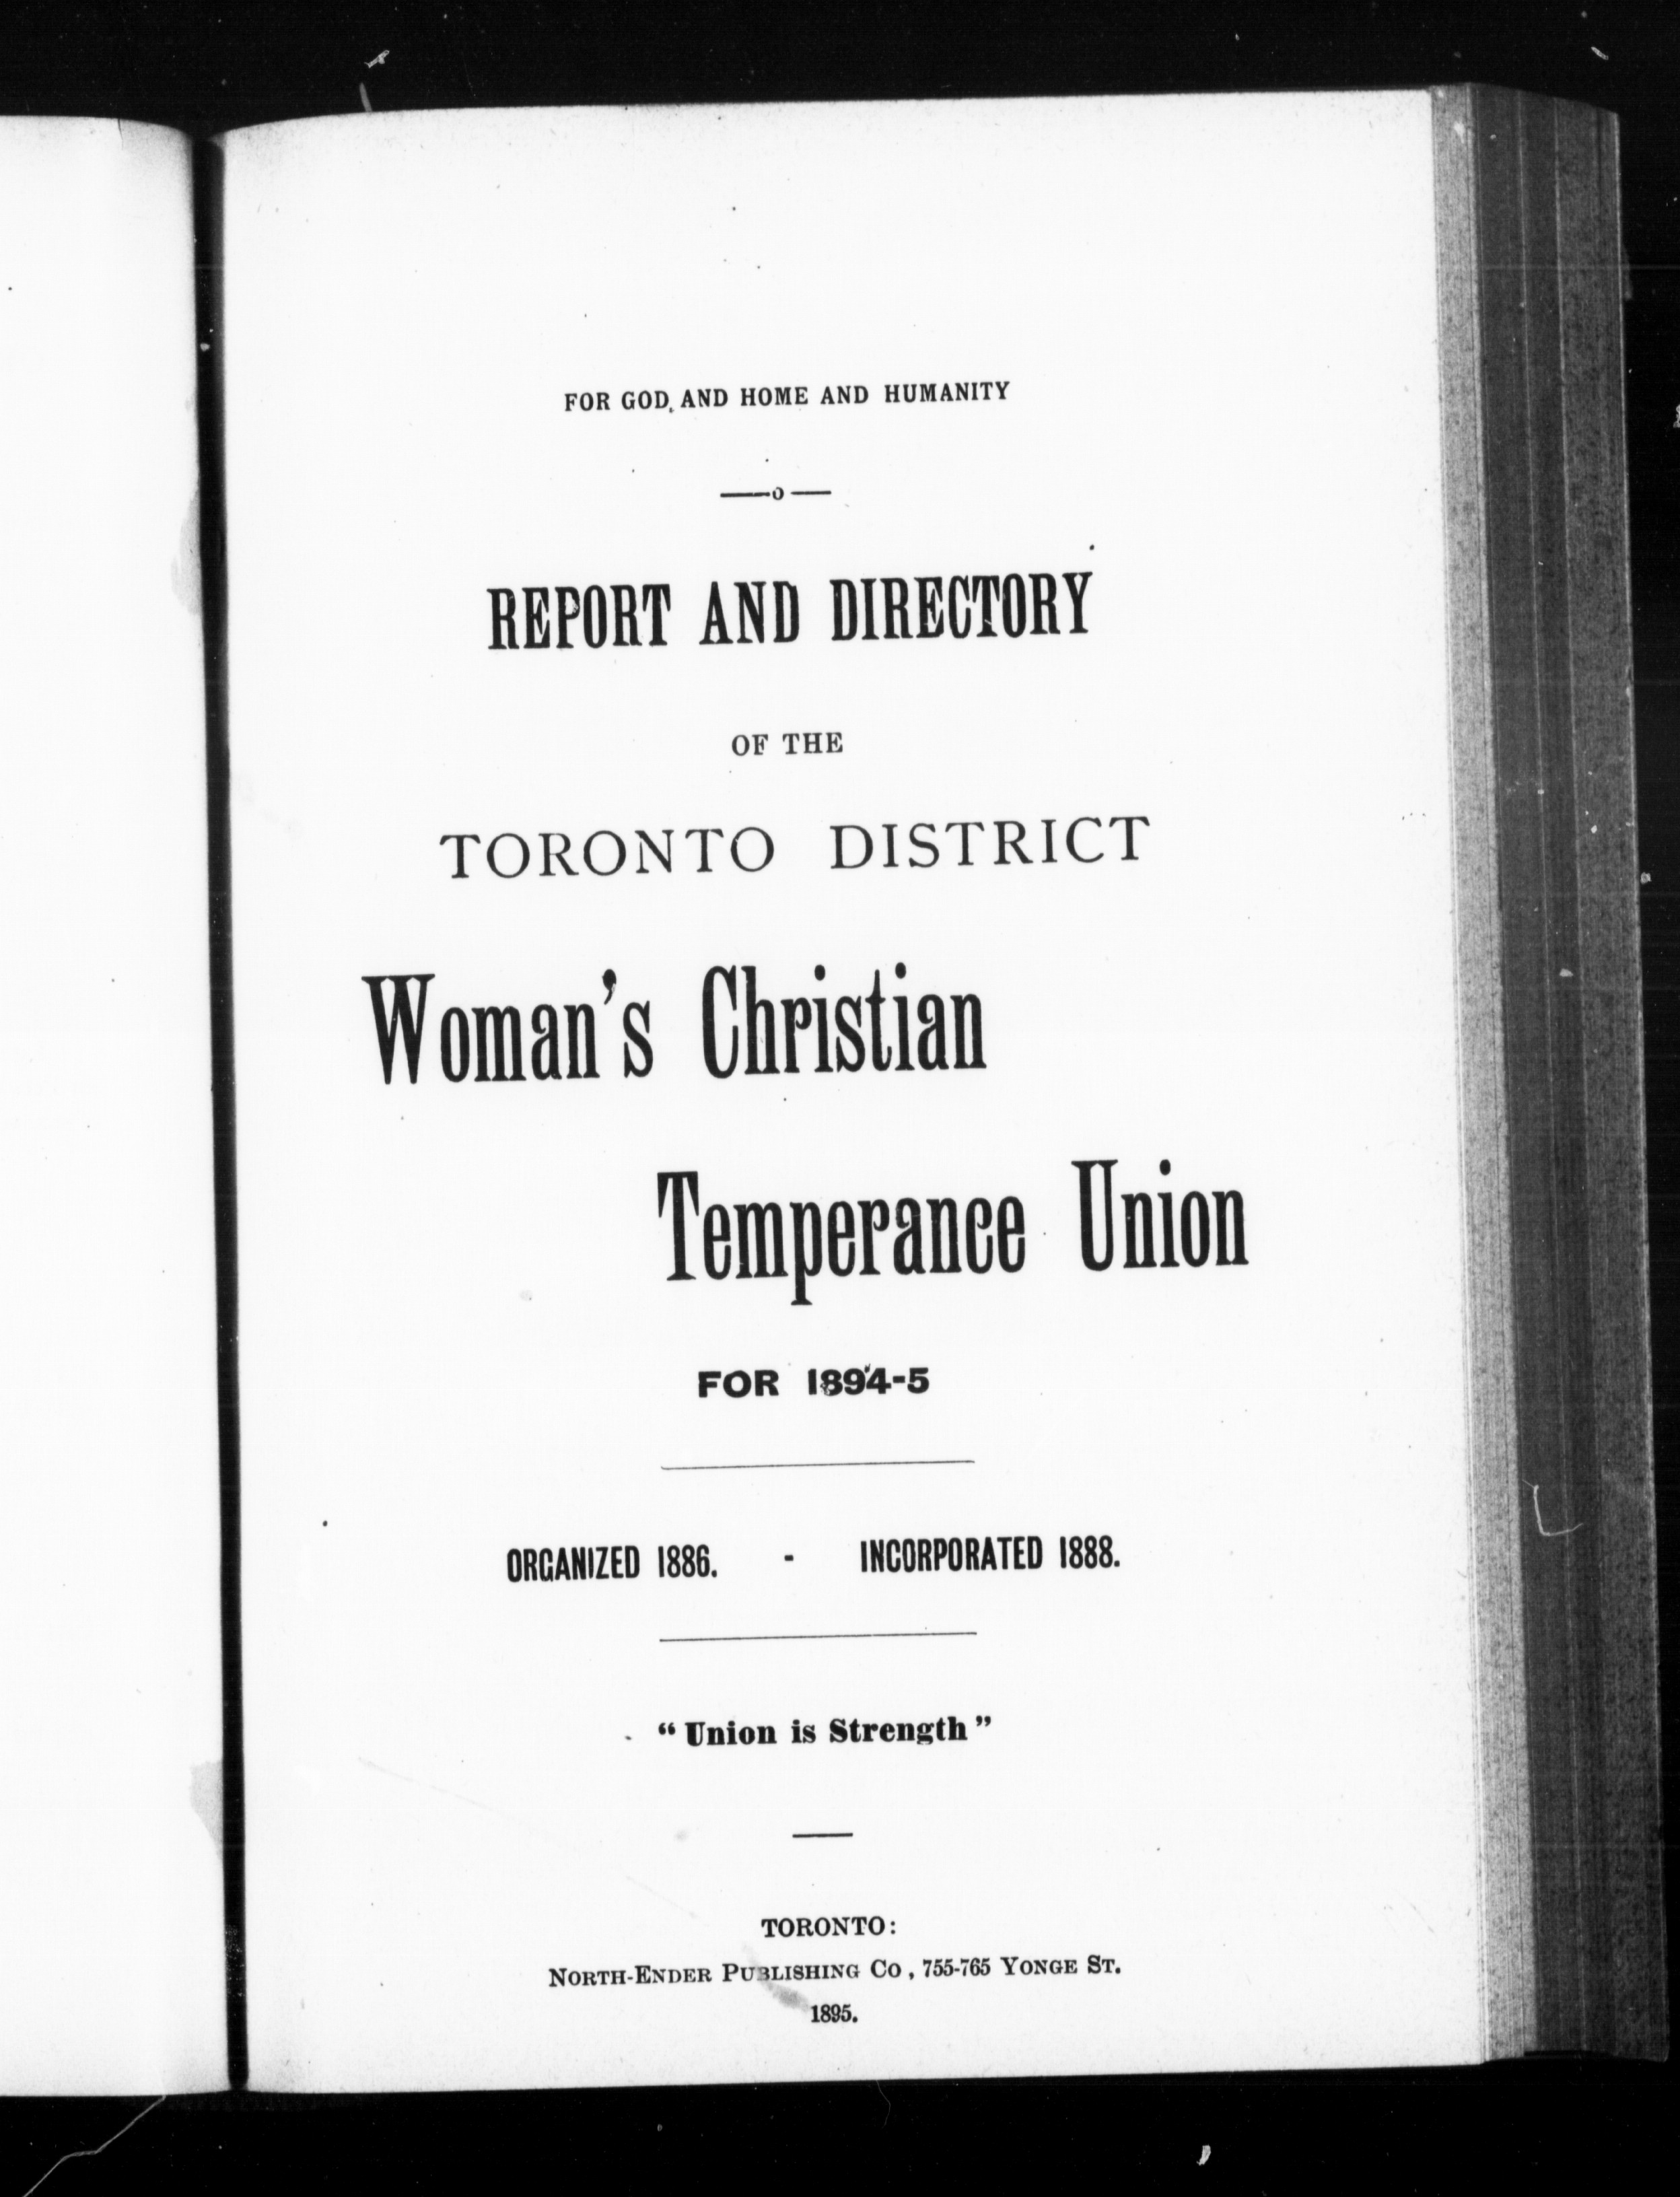 FOR GOD AND HOME AND HUMANITY
—o—
REPORT AND DIRECTORY
OF THE
TORONTO DISTRICT
Woman's Christian
Temperance Union
FOR 1894-5
ORGANIZED 1886. - INCORPORATED 1888.
"Union is Strength"
TORONTO:
NORTH-ENDER PUBLISHING CO, 755-765 YONGE ST.
1895.